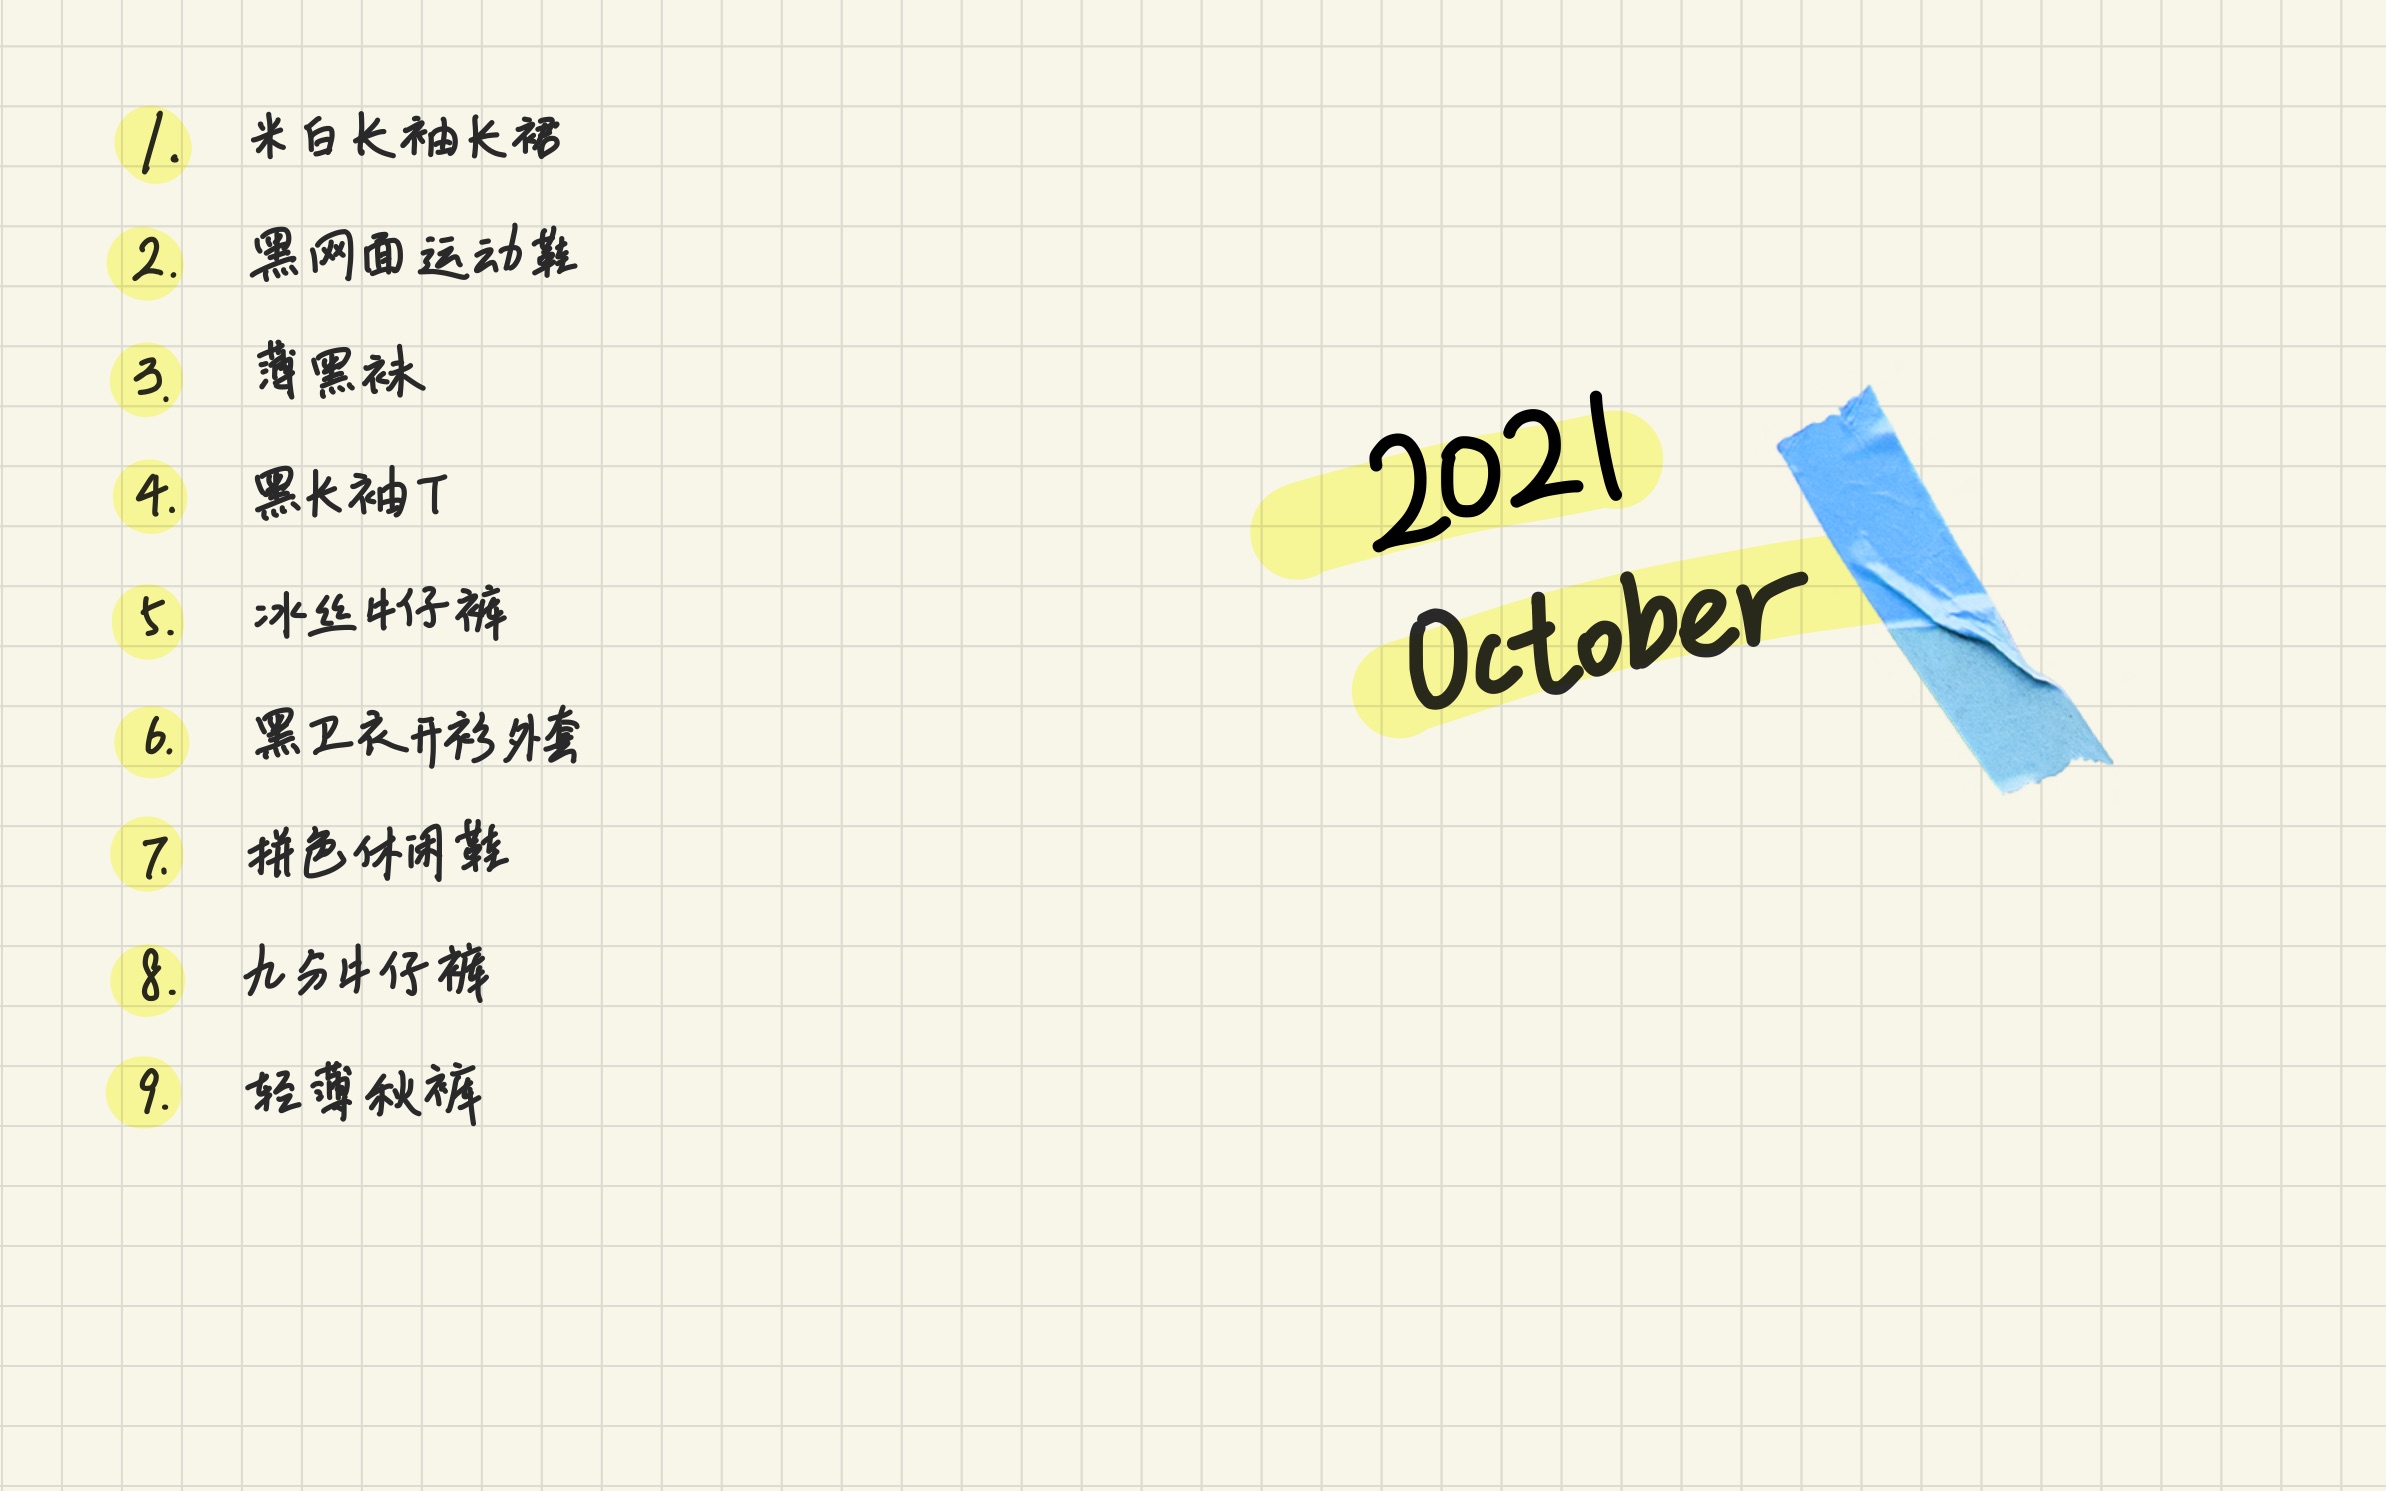 1. 米白长袖长裙
2. 黑网面运动鞋
3. 薄黑袜
4. 黑长袖T
5. 冰丝牛仔裤
6. 黑卫衣开衫外套
7. 拼色休闲鞋
8. 九分牛仔裤
9. 轻薄秋裤
2021
October